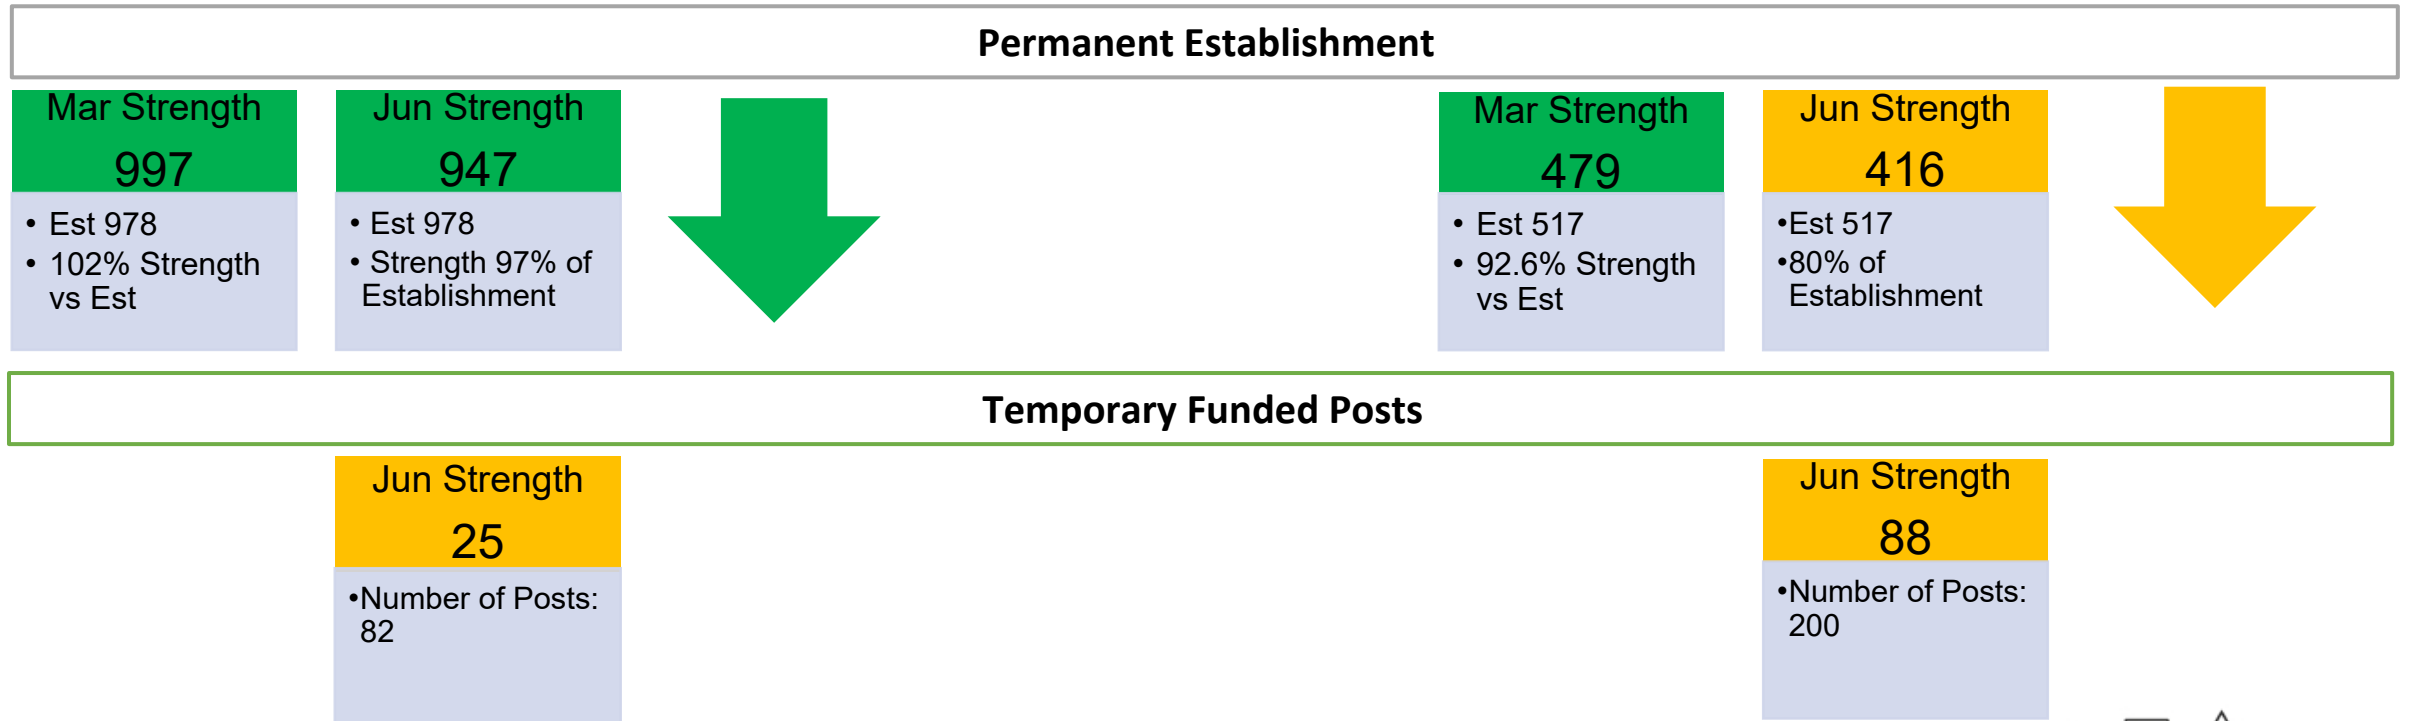 Permanent Establishment
Mar Strength
997
• Est 978
• 102% Strength
vs Est
Jun Strength
947
• Est 978
• Strength 97% of
Establishment
Mar Strength
479
• Est 517
• 92.6% Strength
vs Est
Jun Strength
416
•Est 517
•80% of
Establishment
Temporary Funded Posts
Jun Strength
25
•Number of Posts:
82
Jun Strength
88
•Number of Posts:
200